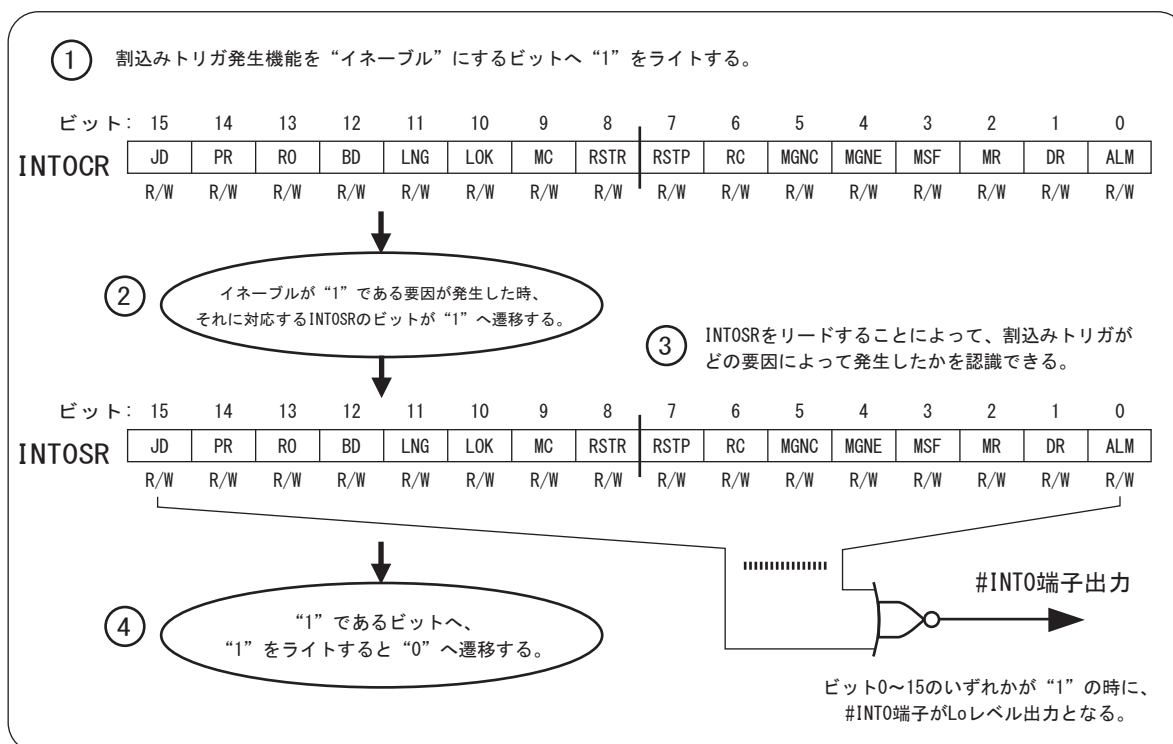 ① 割込みトリガ発生機能を“イネーブル”にするビットへ“1”をライトする。
ビット: 15 14 13 12 11 10 9 8 7 6 5 4 3 2 1 0
INT0CR JD PR RO BD LNG LOK MC RSTR RSTP RC MGNC MGNE MSF MR DR ALM
R/W R/W R/W R/W R/W R/W R/W R/W R/W R/W R/W R/W R/W R/W R/W R/W
② イネーブルが“1”である要因が発生した時、
それに対応するINT0SRのビットが“1”へ遷移する。
③ INT0SRをリードすることによって、割込みトリガが
どの要因によって発生したかを認識できる。
ビット: 15 14 13 12 11 10 9 8 7 6 5 4 3 2 1 0
INT0SR JD PR RO BD LNG LOK MC RSTR RSTP RC MGNC MGNE MSF MR DR ALM
R/W R/W R/W R/W R/W R/W R/W R/W R/W R/W R/W R/W R/W R/W R/W R/W
#INT0端子出力
④ “1”であるビットへ、
“1”をライトすると“0”へ遷移する。
ビット0～15のいずれかが“1”の時に、
#INT0端子がLoレベル出力となる。